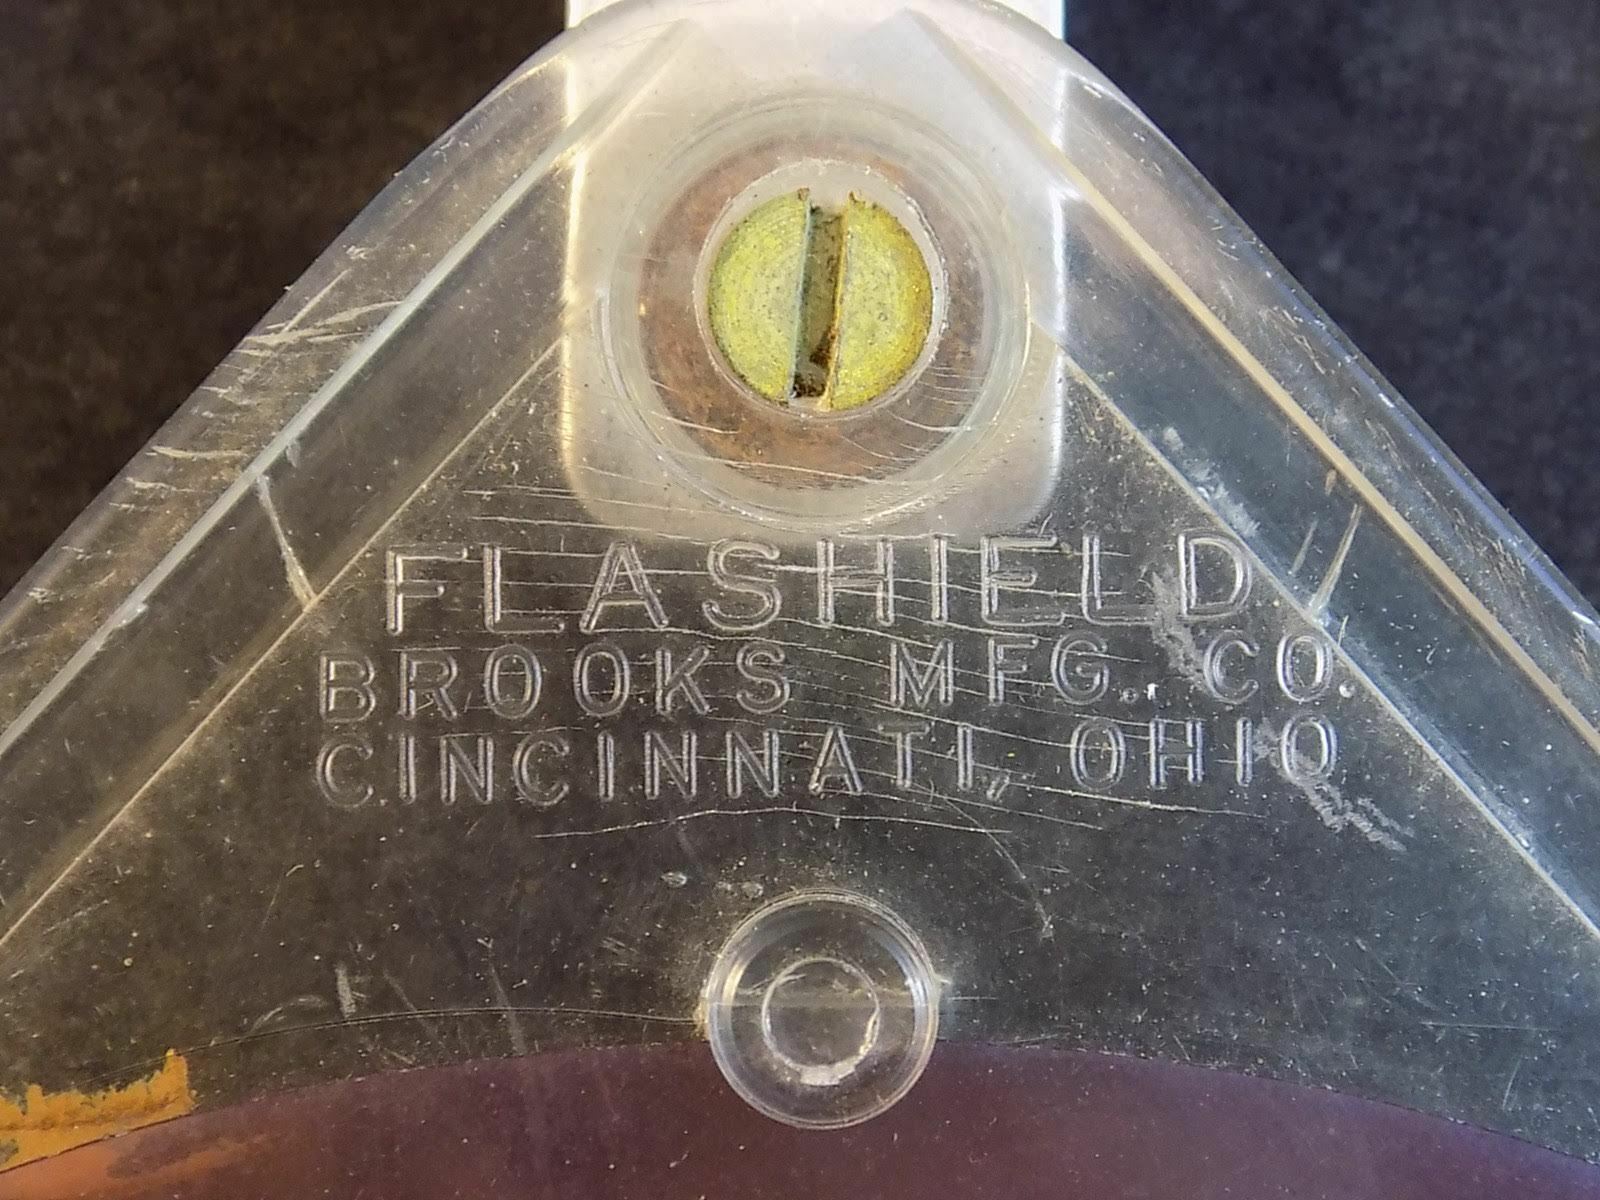 FLASHIELD
BROOKS MFG. CO.
CINCINNATI, OHIO